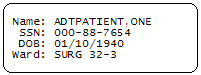 Name: ADTPATIENT,ONE
SSN: 000-88-7654
DOB: 01/10/1940
Ward: SURG 32-3